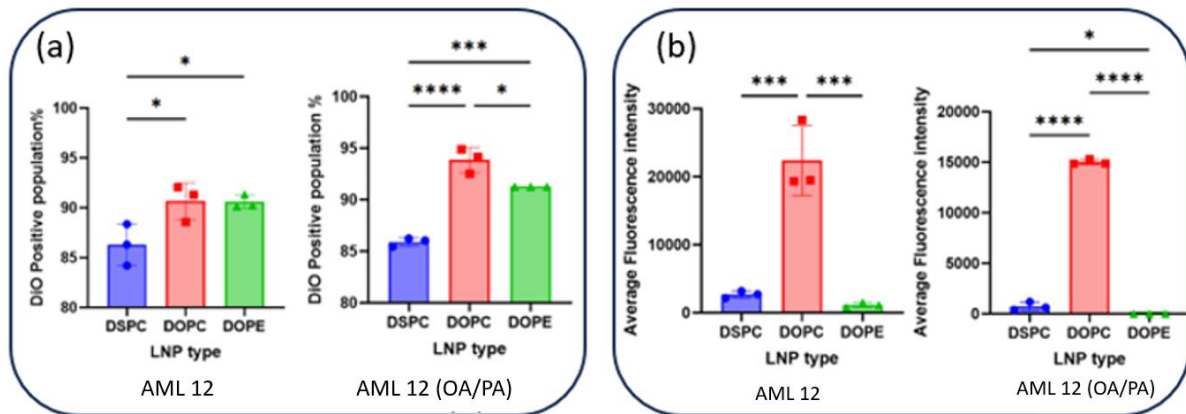 (a)
*
*
DiO Positive population%
100
95
90
85
80
DSPC DOPC DOPE
LNP type
AML 12
***
**** *
DiO Positive population %
100
95
90
85
80
DSPC DOPC DOPE
LNP type
AML 12 (OA/PA)
(b)
*** ***
Average Fluorescence intensity
30000
20000
10000
0
DSPC DOPC DOPE
LNP type
AML 12
*
****
****
Average Fluorescence intensity
20000
15000
10000
5000
0
DSPC DOPC DOPE
LNP type
AML 12 (OA/PA)